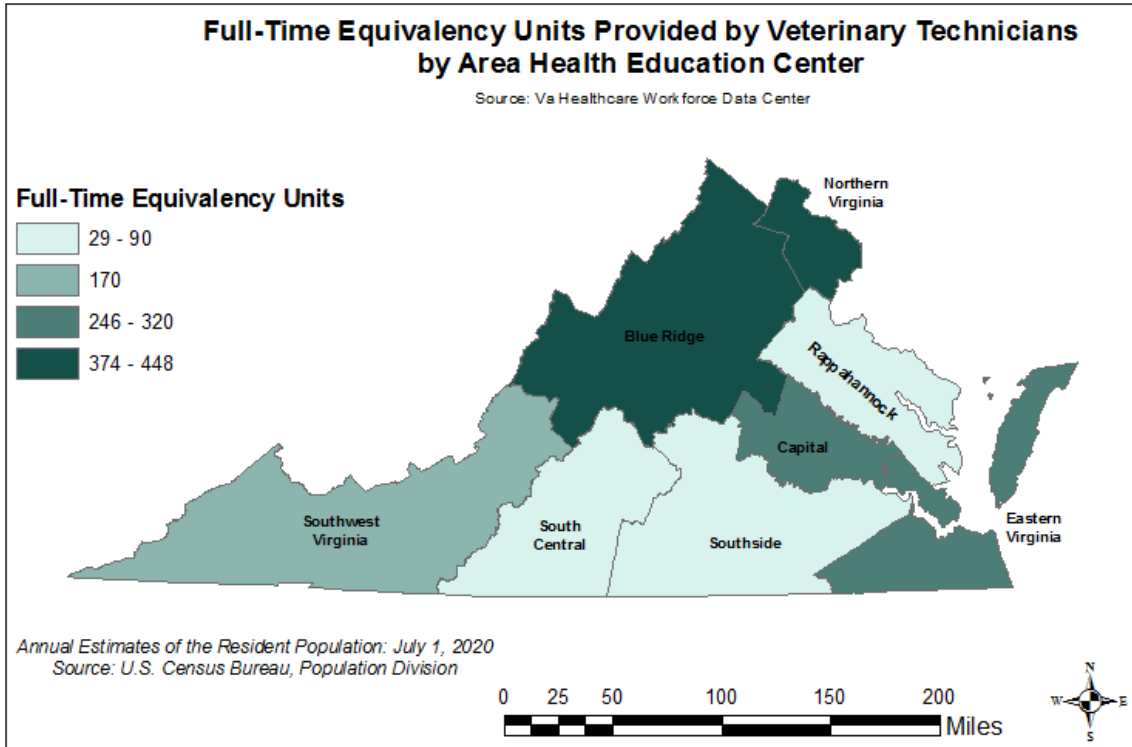 Full-Time Equivalency Units Provided by Veterinary Technicians
by Area Health Education Center
Source: Va Healthcare Workforce Data Center
Full-Time Equivalency Units
29 - 90
170
246 - 320
374 - 448
Northern
Virginia
Blue Ridge
Rappahannock
Capital
Southwest
Virginia
South
Central
Southside
Eastern
Virginia
Annual Estimates of the Resident Population: July 1, 2020
Source: U.S. Census Bureau, Population Division
0 25 50 100 150 200
Miles
N
W E
S